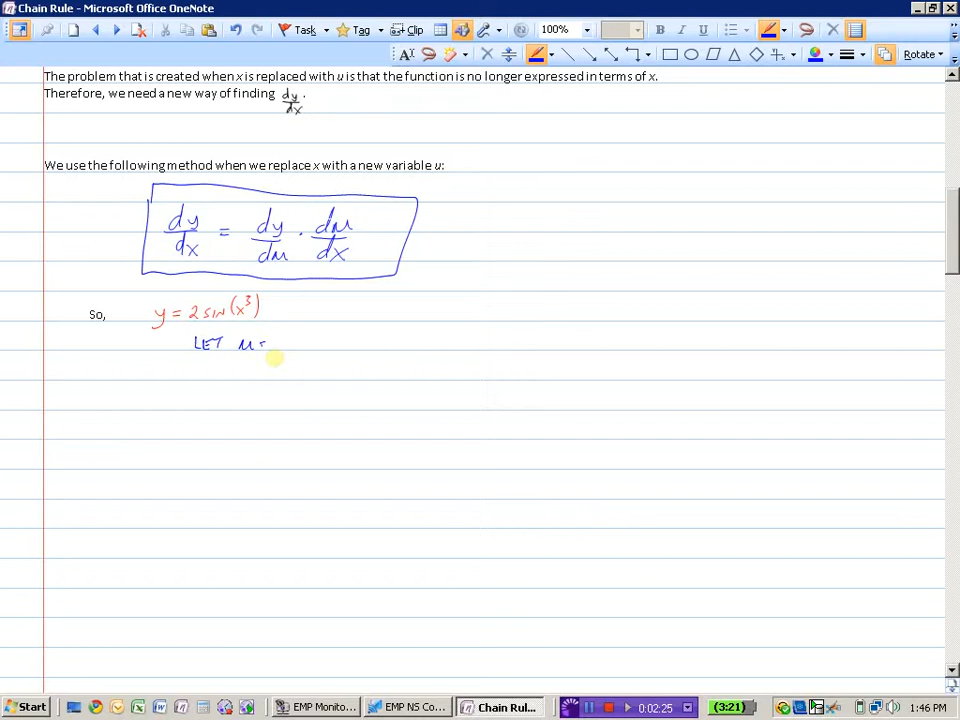 Chain Rule - Microsoft Office OneNote
Task Tag Clip 100% B I U
Rotate
The problem that is created when x is replaced with u is that the function is no longer expressed in terms of x.
Therefore, we need a new way of finding dy/dx.
We use the following method when we replace x with a new variable u:
dy/dx = dy/du · du/dx
So, y = 2 SIN (x³)
LET u =
Start EMP Monito... EMP NS Co... Chain Rul... 00:02:25 (3:21) 1:46 PM